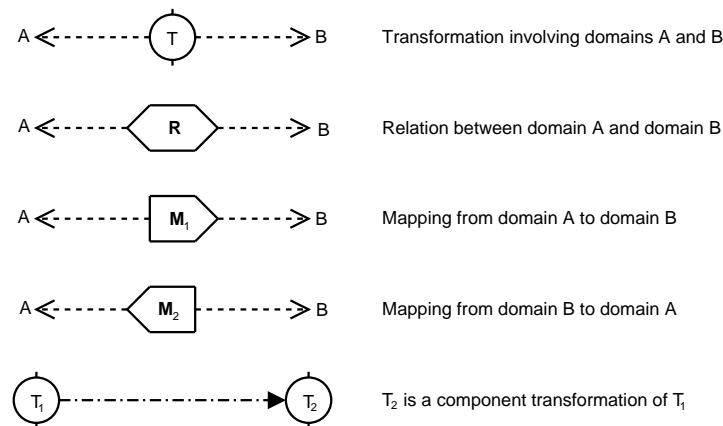 A T B Transformation involving domains A and B
A R B Relation between domain A and domain B
A M₁ B Mapping from domain A to domain B
A M₂ B Mapping from domain B to domain A
T₁ T₂ T₂ is a component transformation of T₁